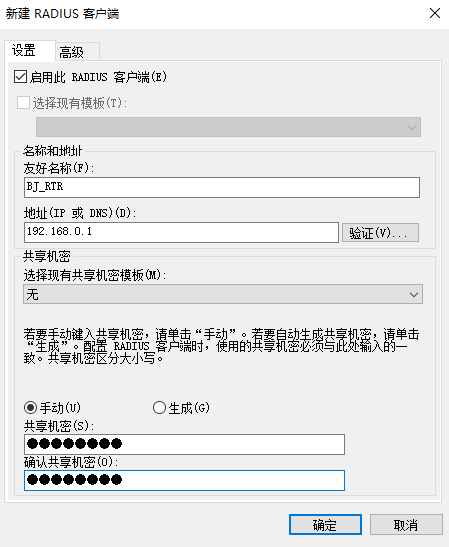 新建 RADIUS 客户端
设置 高级
启用此 RADIUS 客户端(E)
选择现有模板(T):
名称和地址
友好名称(F):
BJ_RTR
地址(IP 或 DNS)(D):
192.168.0.1 验证(V)...
共享机密
选择现有共享机密模板(M):
无
若要手动键入共享机密，请单击“手动”。若要自动生成共享机密，请单击
“生成”。配置 RADIUS 客户端时，使用的共享机密必须与此处输入的一
致。共享机密区分大小写。
手动(U) 生成(G)
共享机密(S):
●●●●●●●●
确认共享机密(O):
●●●●●●●●
确定 取消